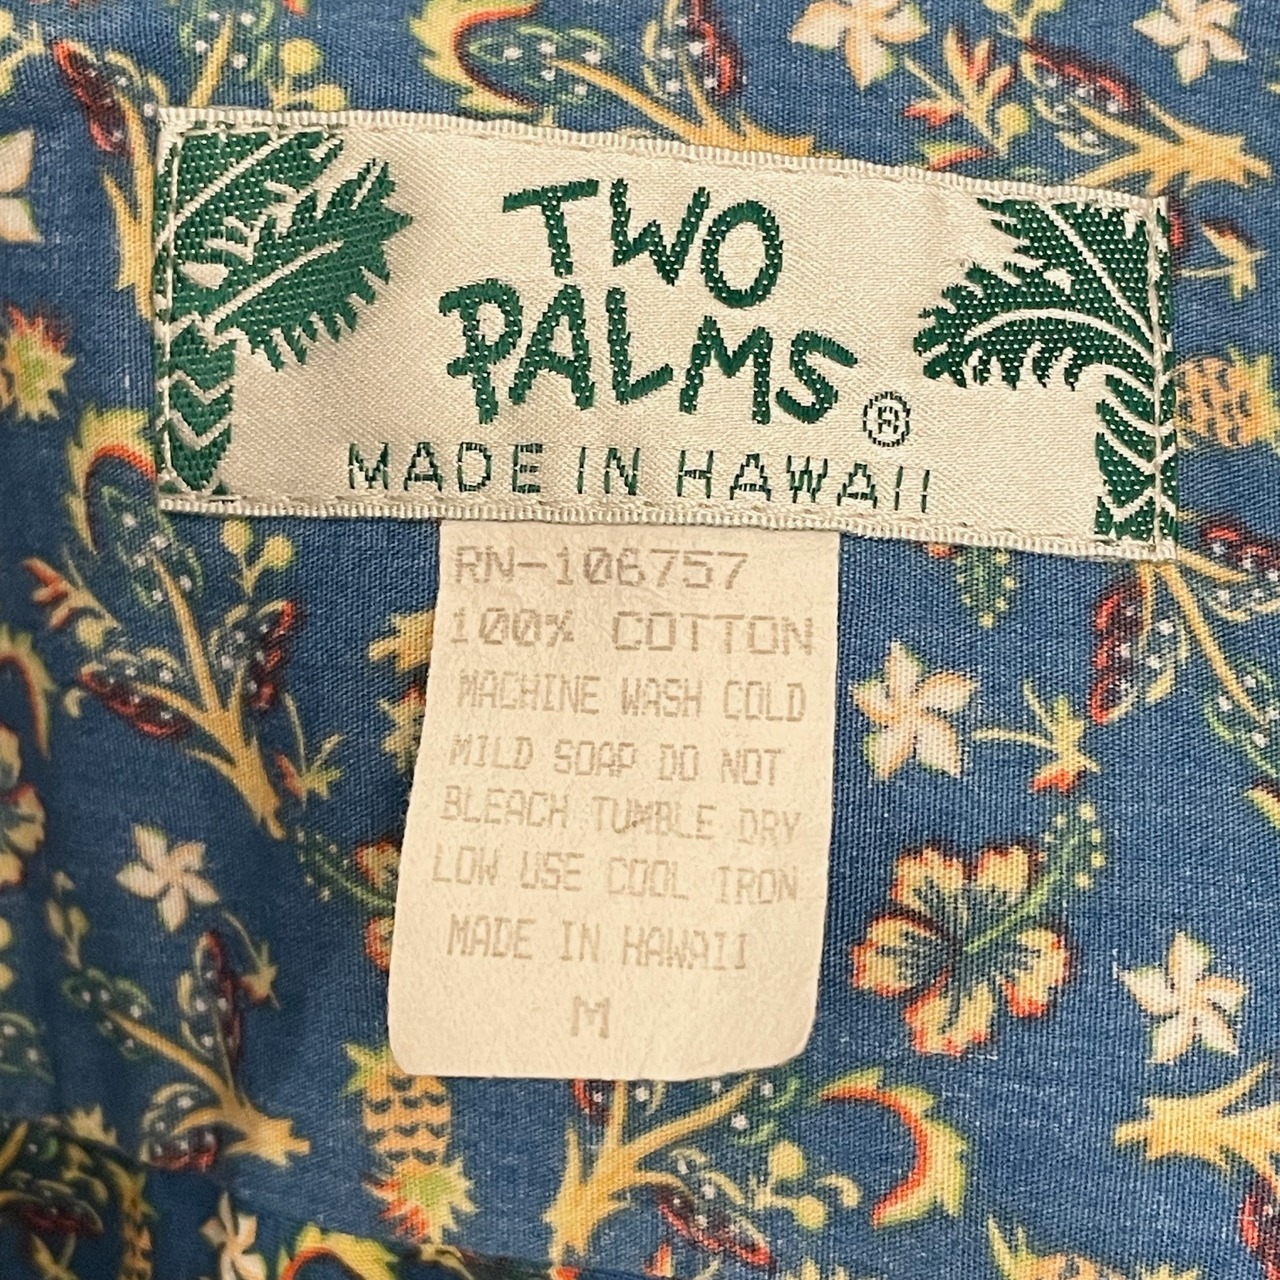 TWO
PALMS®
MADE IN HAWAII
RN-106757
100% COTTON
MACHINE WASH COLD
MILD SOAP DO NOT
BLEACH TUMBLE DRY
LOW USE COOL IRON
MADE IN HAWAII
M